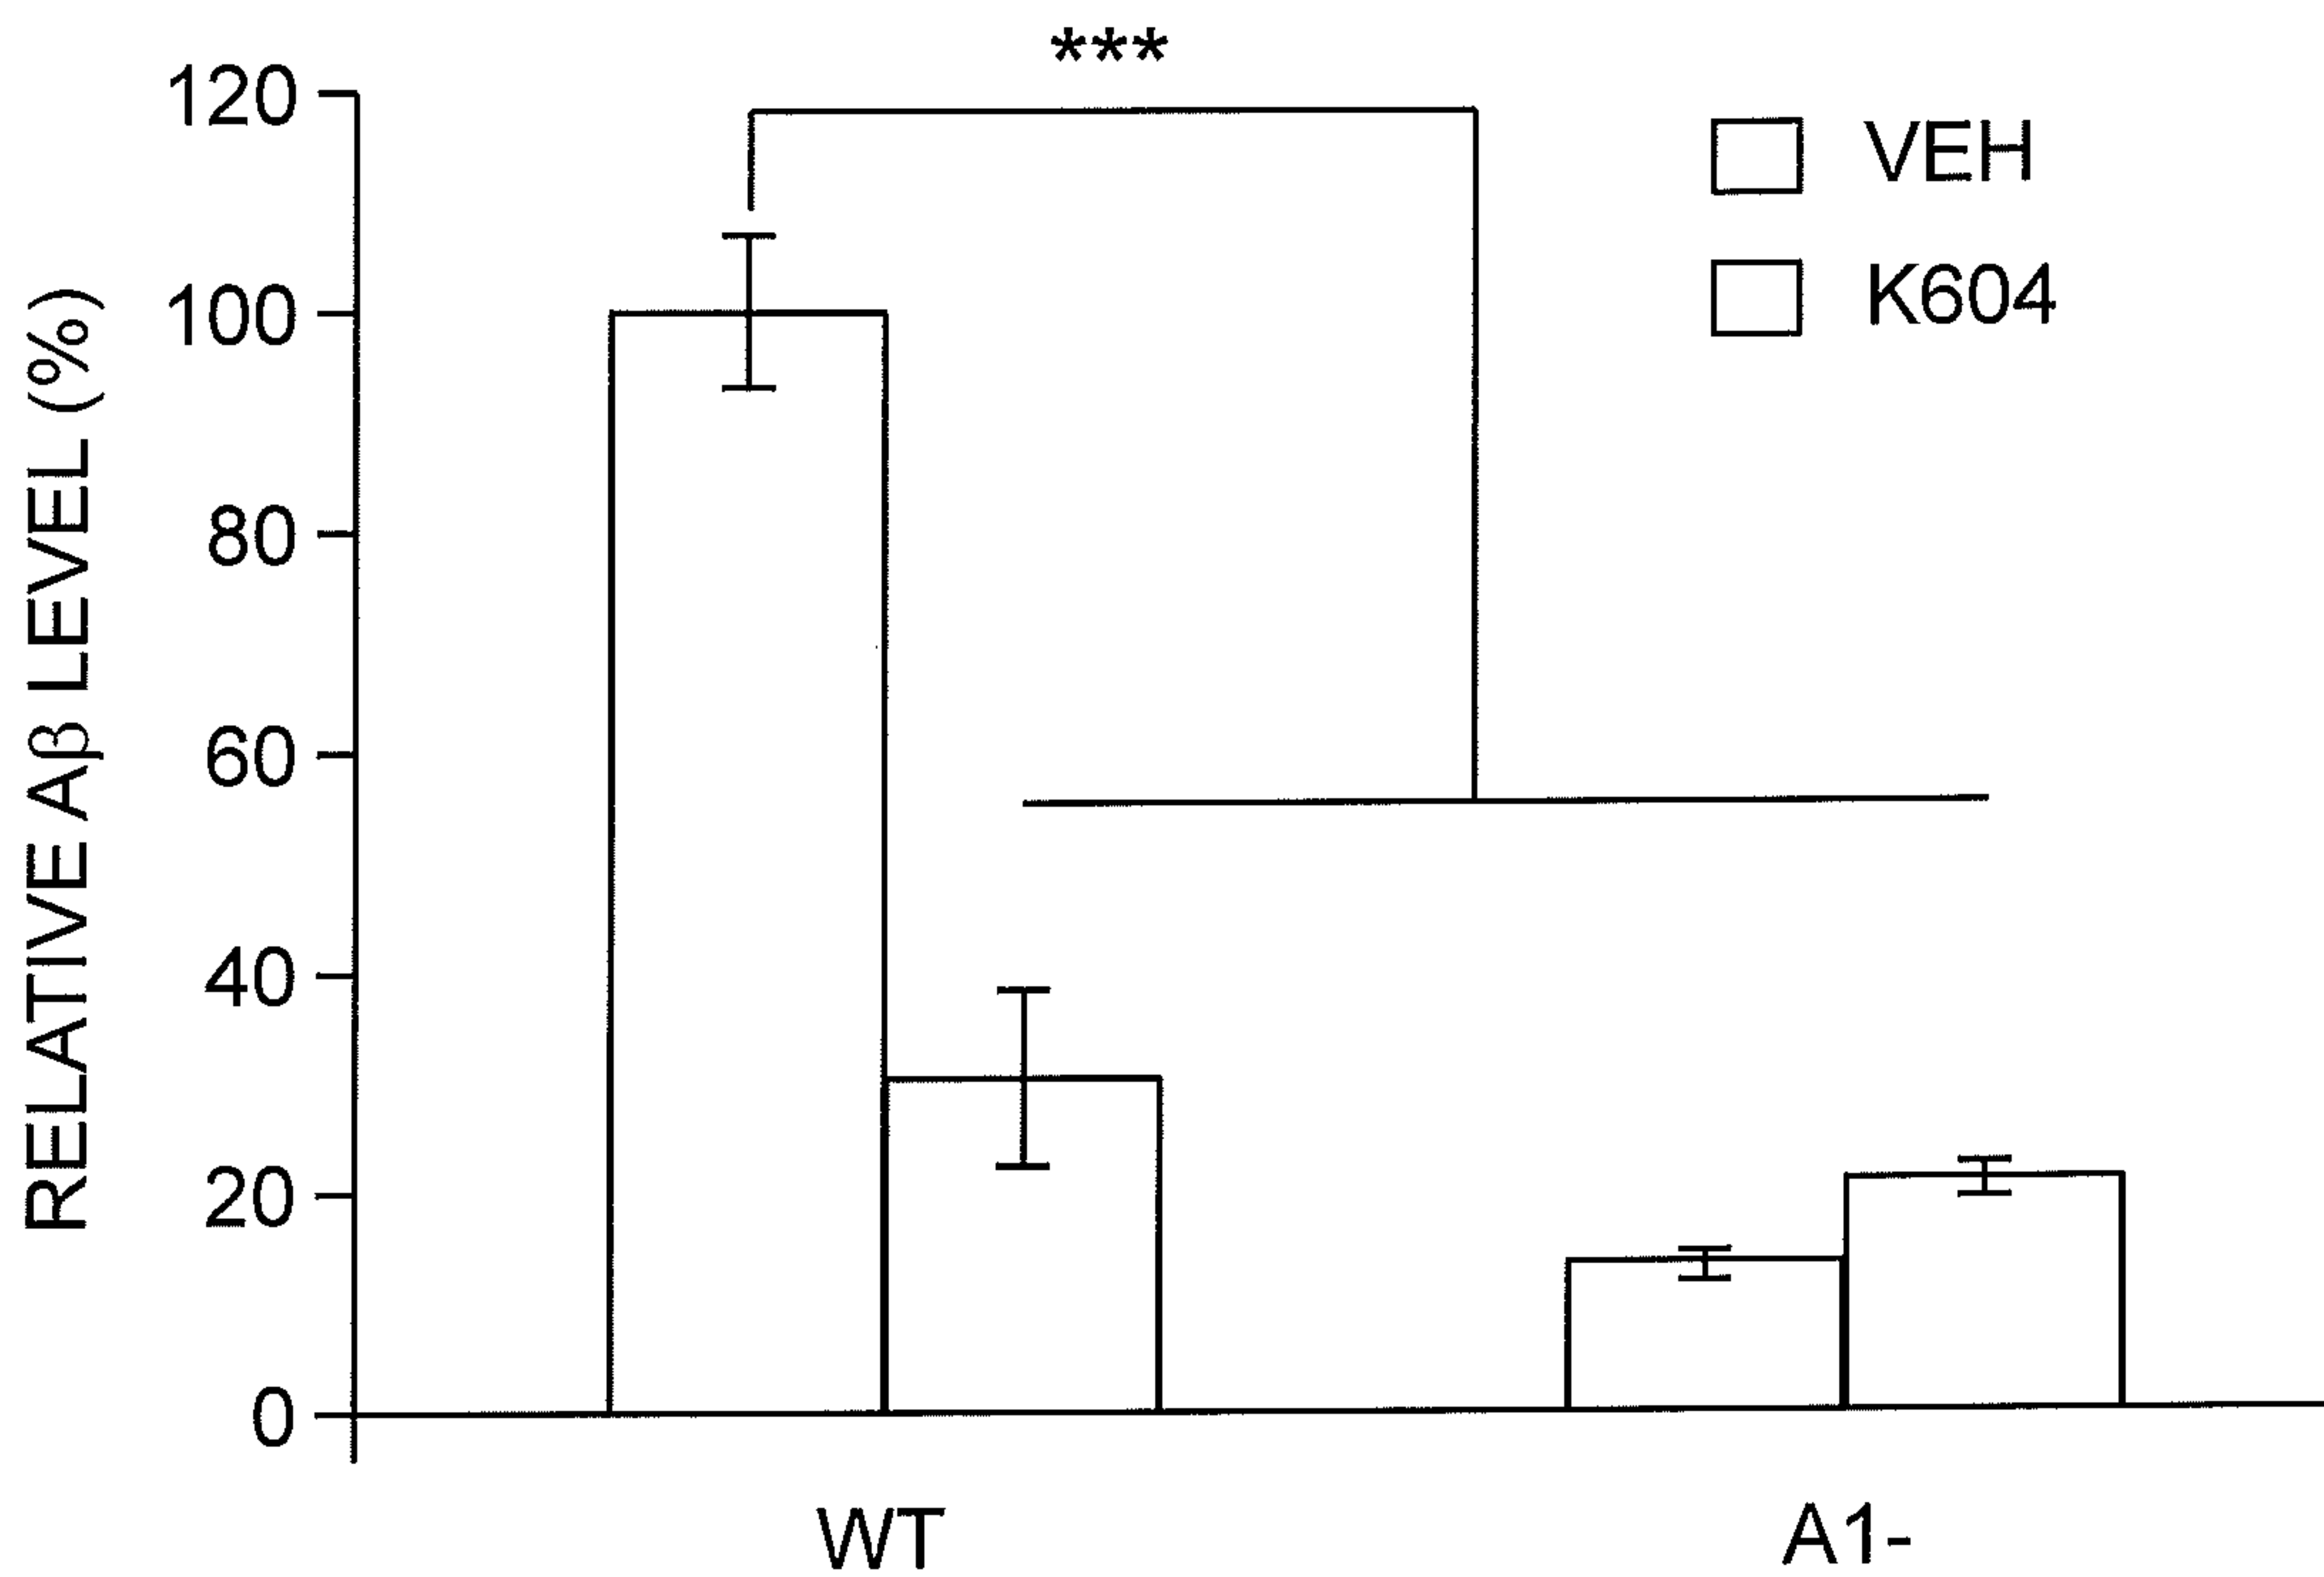 ***
VEH
K604
RELATIVE Aβ LEVEL (%)
120
100
80
60
40
20
0
WT
A1-